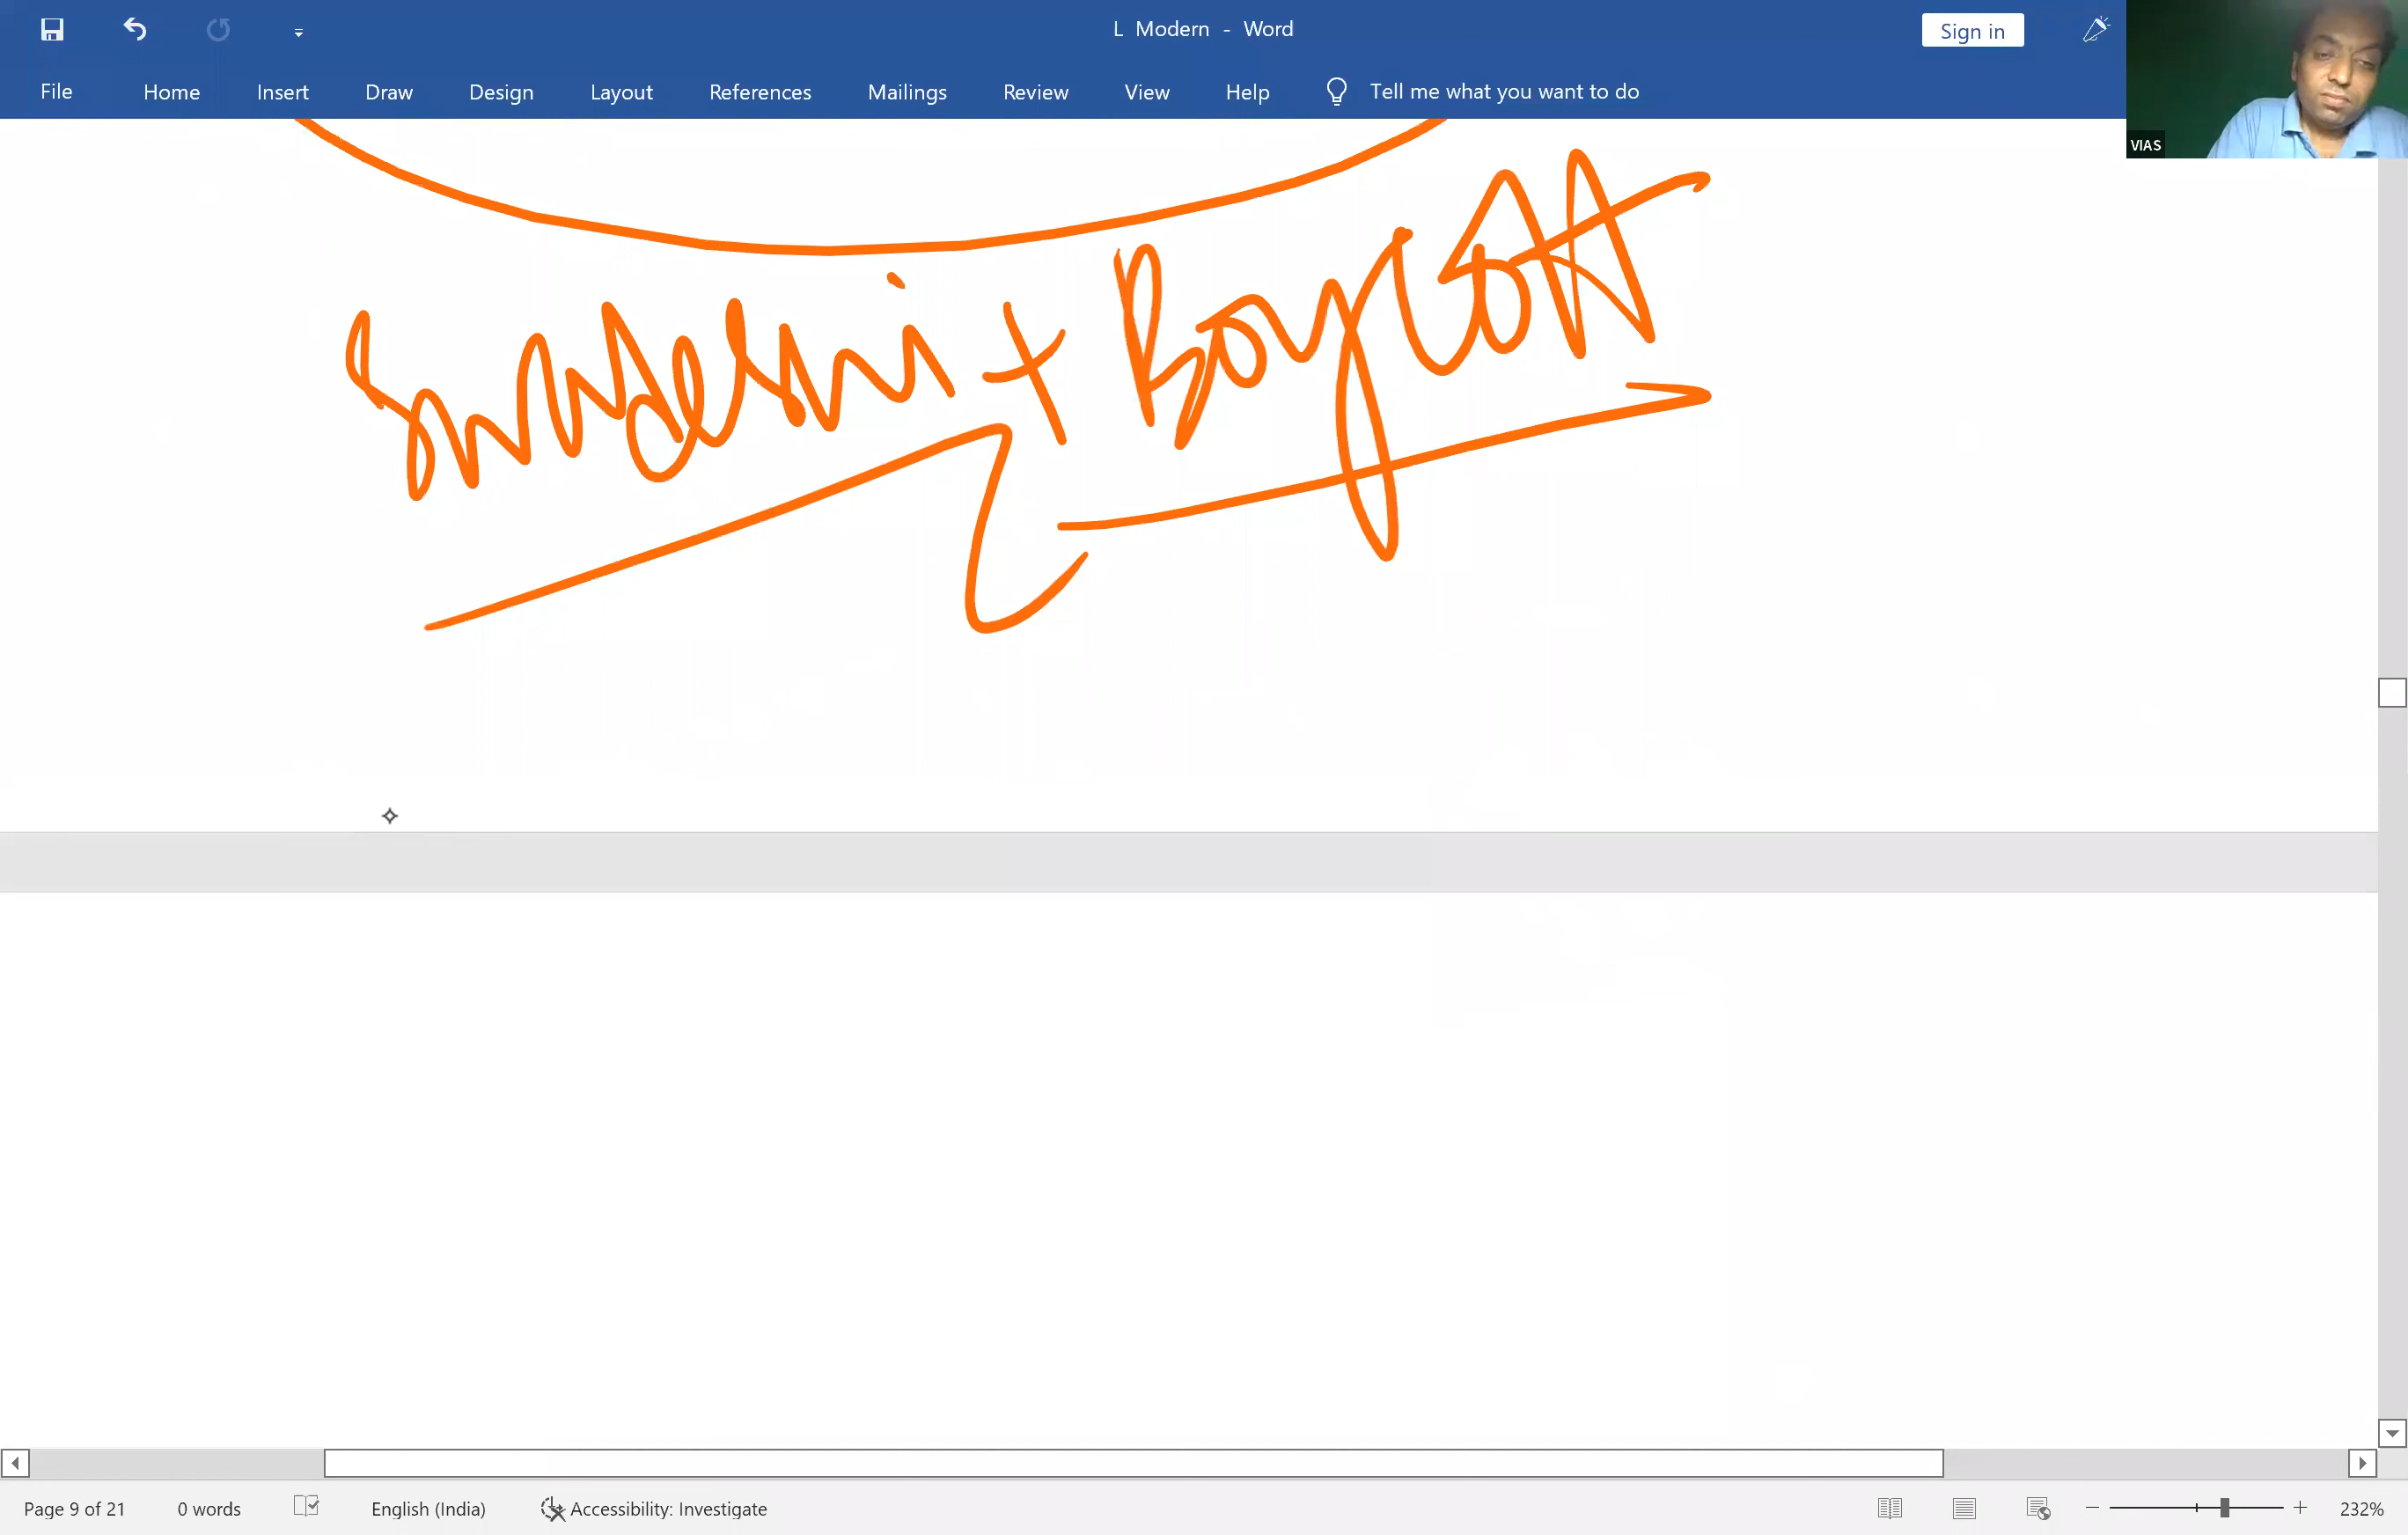 L Modern - Word
Sign in
File Home Insert Draw Design Layout References Mailings Review View Help Tell me what you want to do
VIAS
Swadeshi + Boycott
Page 9 of 21 0 words English (India) Accessibility: Investigate 232%